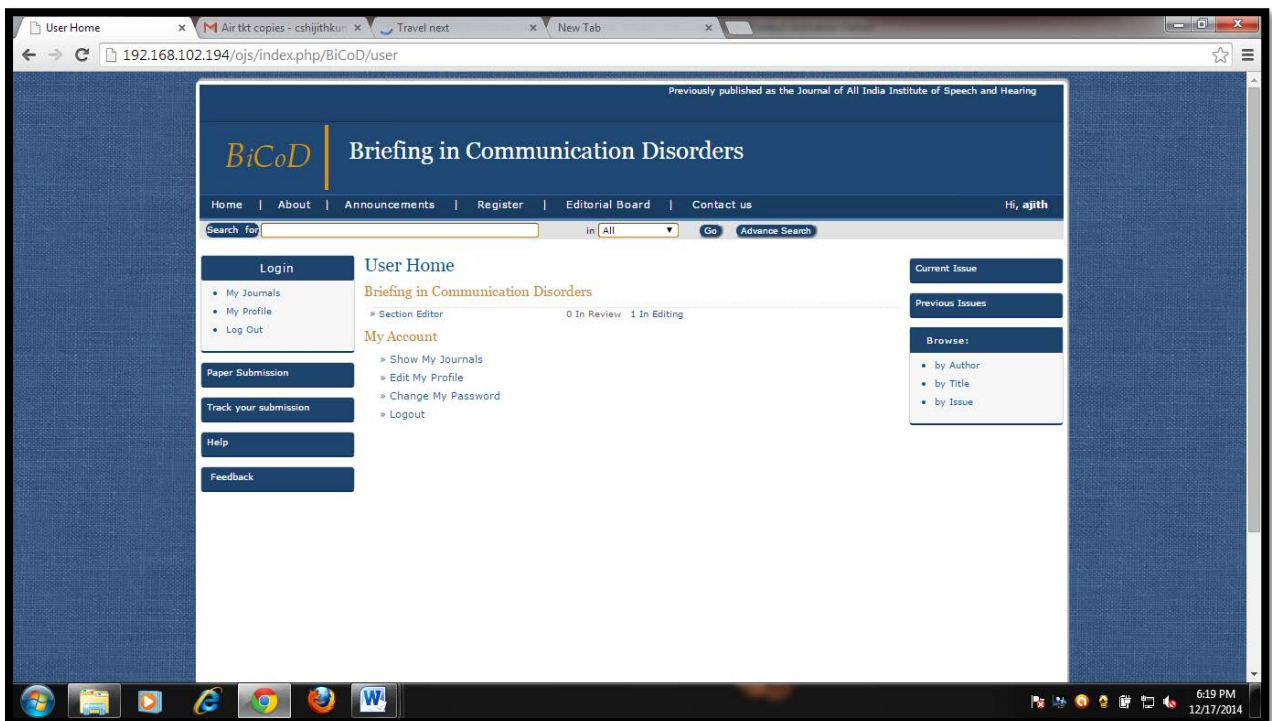 User Home
Air tkt copies - cshijithkun
Travel next
New Tab
192.168.102.194/ojs/index.php/BiCoD/user
Previously published as the Journal of All India Institute of Speech and Hearing
BiCoD
Briefing in Communication Disorders
Home | About | Announcements | Register | Editorial Board | Contact us
Hi, ajith
Search for
in All
Go
Advance Search
Login
• My Journals
• My Profile
• Log Out
Paper Submission
Track your submission
Help
Feedback
User Home
Briefing in Communication Disorders
» Section Editor 0 In Review 1 In Editing
My Account
» Show My Journals
» Edit My Profile
» Change My Password
» Logout
Current Issue
Previous Issues
Browse:
• by Author
• by Title
• by Issue
6:19 PM
12/17/2014